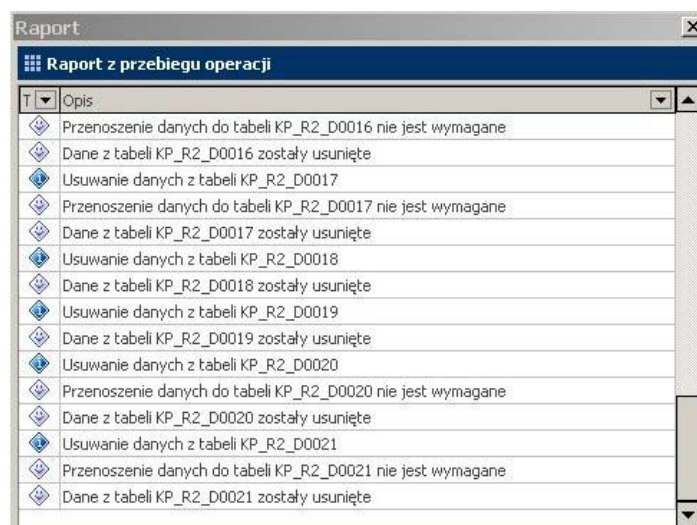 Raport
Raport z przebiegu operacji
T Opis
Przenoszenie danych do tabeli KP_R2_D0016 nie jest wymagane
Dane z tabeli KP_R2_D0016 zostały usunięte
Usuwanie danych z tabeli KP_R2_D0017
Przenoszenie danych do tabeli KP_R2_D0017 nie jest wymagane
Dane z tabeli KP_R2_D0017 zostały usunięte
Usuwanie danych z tabeli KP_R2_D0018
Dane z tabeli KP_R2_D0018 zostały usunięte
Usuwanie danych z tabeli KP_R2_D0019
Dane z tabeli KP_R2_D0019 zostały usunięte
Usuwanie danych z tabeli KP_R2_D0020
Przenoszenie danych do tabeli KP_R2_D0020 nie jest wymagane
Dane z tabeli KP_R2_D0020 zostały usunięte
Usuwanie danych z tabeli KP_R2_D0021
Przenoszenie danych do tabeli KP_R2_D0021 nie jest wymagane
Dane z tabeli KP_R2_D0021 zostały usunięte